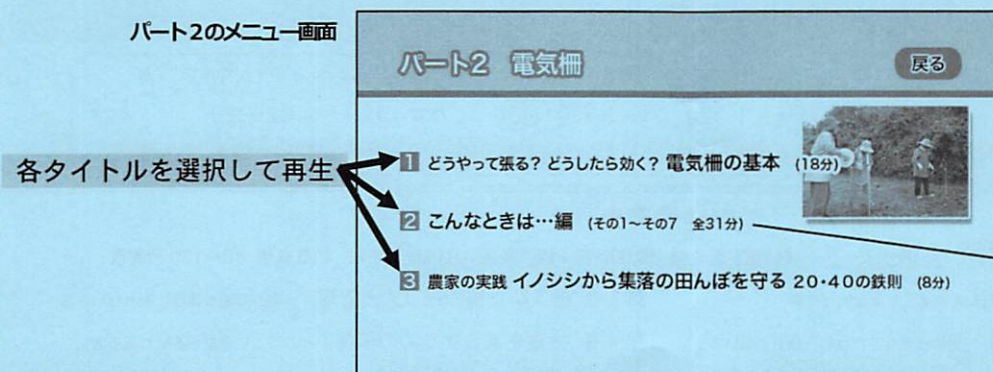 パート2のメニュー画面
パート2 電気柵
戻る
各タイトルを選択して再生
1 どうやって張る? どうしたら効く? 電気柵の基本 (18分)
2 こんなときは…編 (その1～その7 全31分)
3 農家の実践 イノシシから集落の田んぼを守る 20・40の鉄則 (8分)